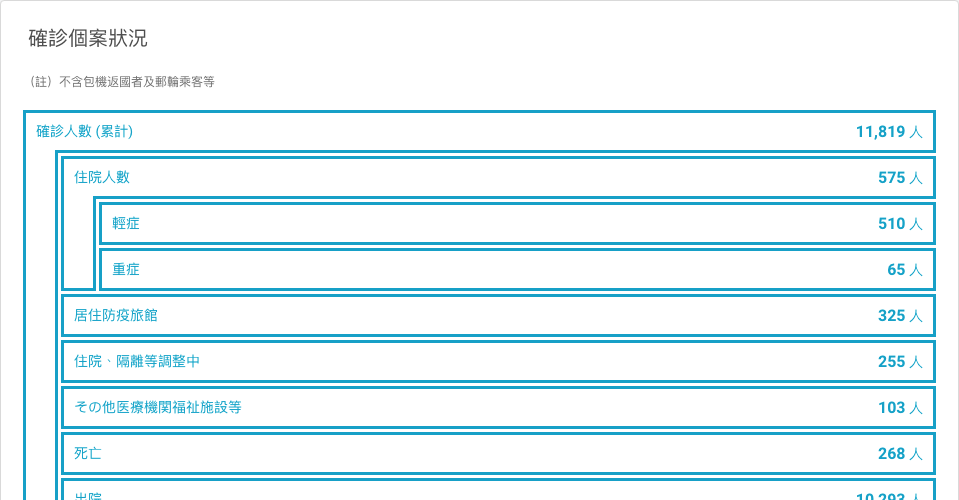 確診個案狀況
（註）不含包機返國者及郵輪乘客等
確診人數 (累計) 11,819 人
住院人數 575 人
輕症 510 人
重症 65 人
居住防疫旅館 325 人
住院、隔離等調整中 255 人
その他医療機関福祉施設等 103 人
死亡 268 人
出院 10,293 人